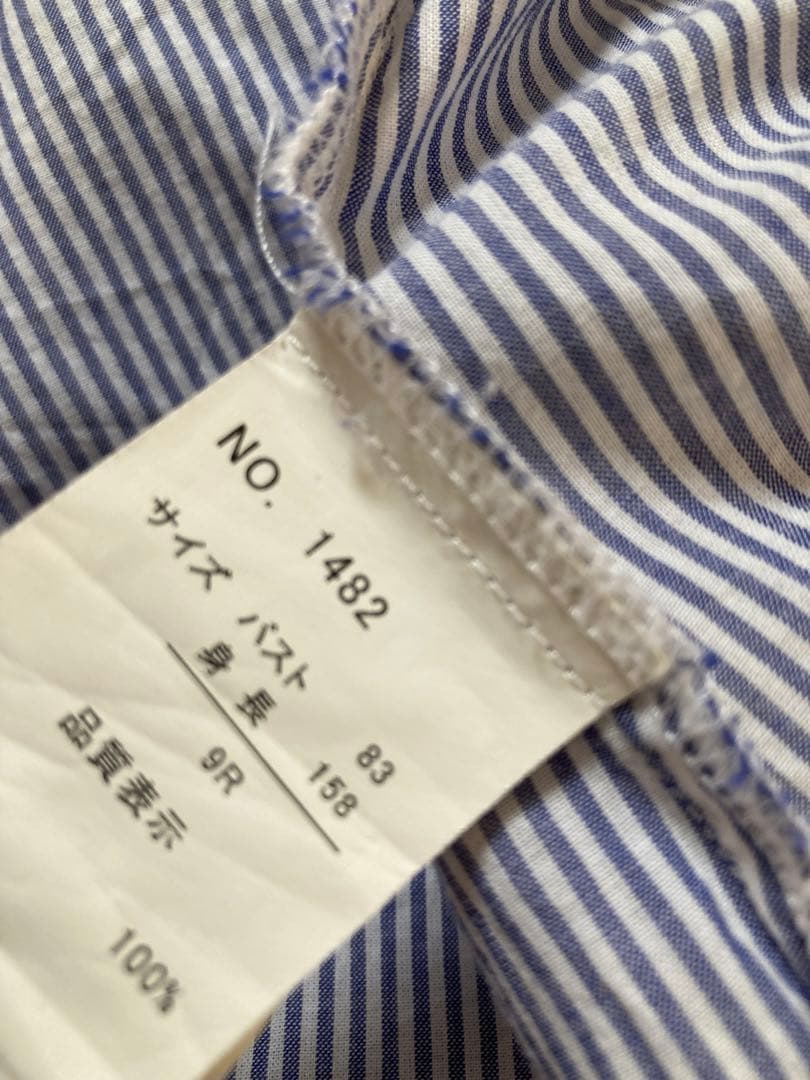 NO. 1482
サイズ バスト 83
身長 158
9R
品質表示
100%